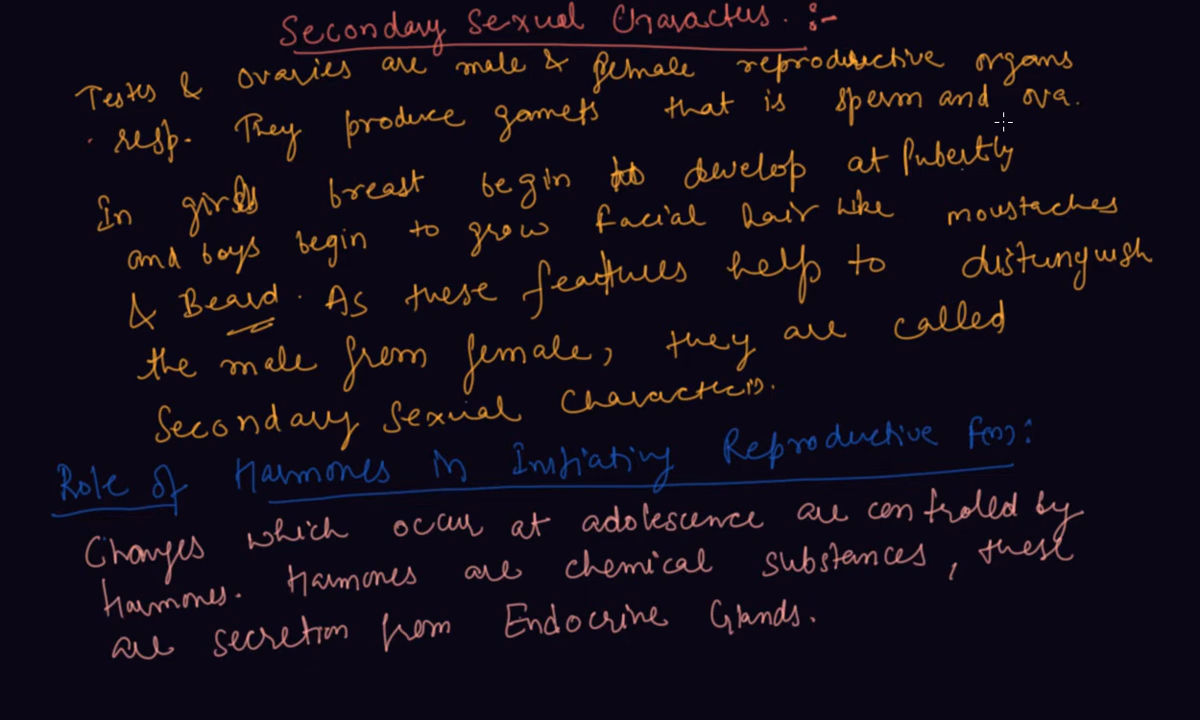 Secondary Sexual Characters. :-
Testes & ovaries are male & female reproductive organs
resp. They produce gamets that is sperm and ova.
In girls breast begin to develop at Pubertly
and boys begin to grow facial hair like moustaches
& Beard. As these features help to distunguish
the male from female, they are called
Secondary Sexual Characters.
Role of Harmones in Initiating Reproductive f(n):
Changes which occur at adolescence are controled by
Harmones. Harmones are chemical substances, these
are secretion from Endocrine Glands.